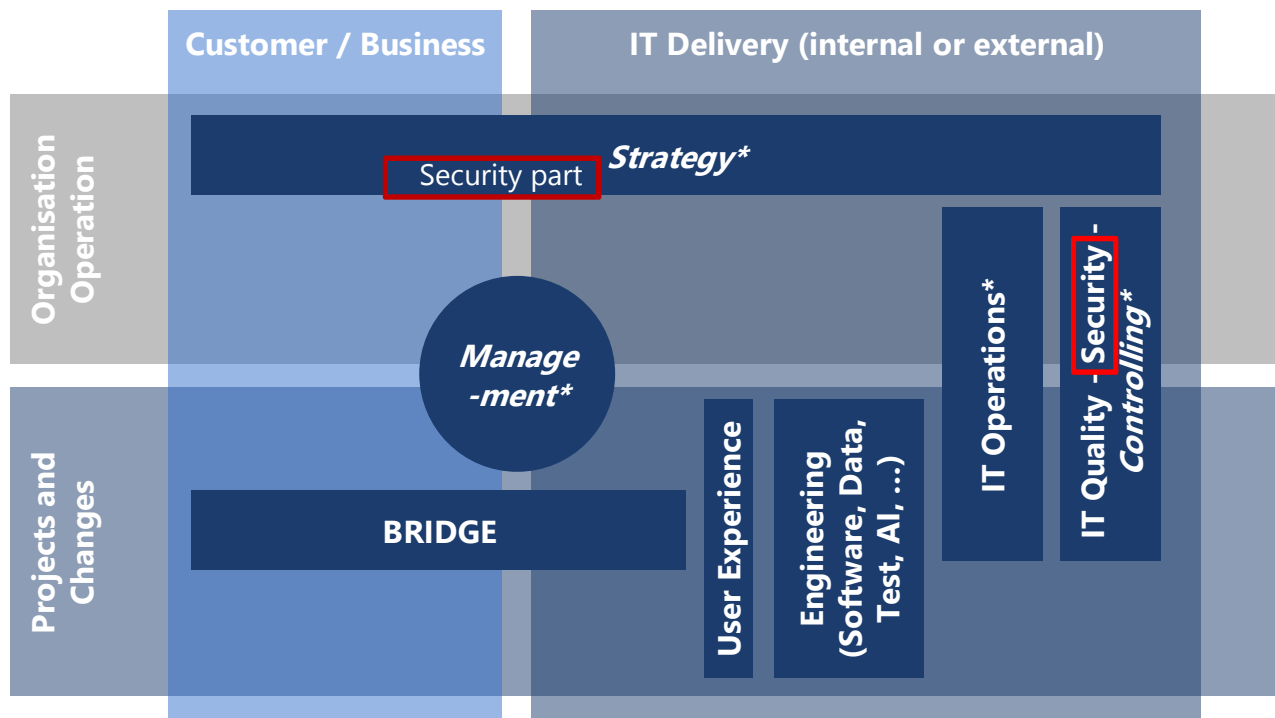 Customer / Business
IT Delivery (internal or external)
Organisation
Operation
Strategy*
Security part
IT Operations*
IT Quality - Security -
Controlling*
Manage
-ment*
Projects and
Changes
BRIDGE
User Experience
Engineering
(Software, Data,
Test, AI, ...)